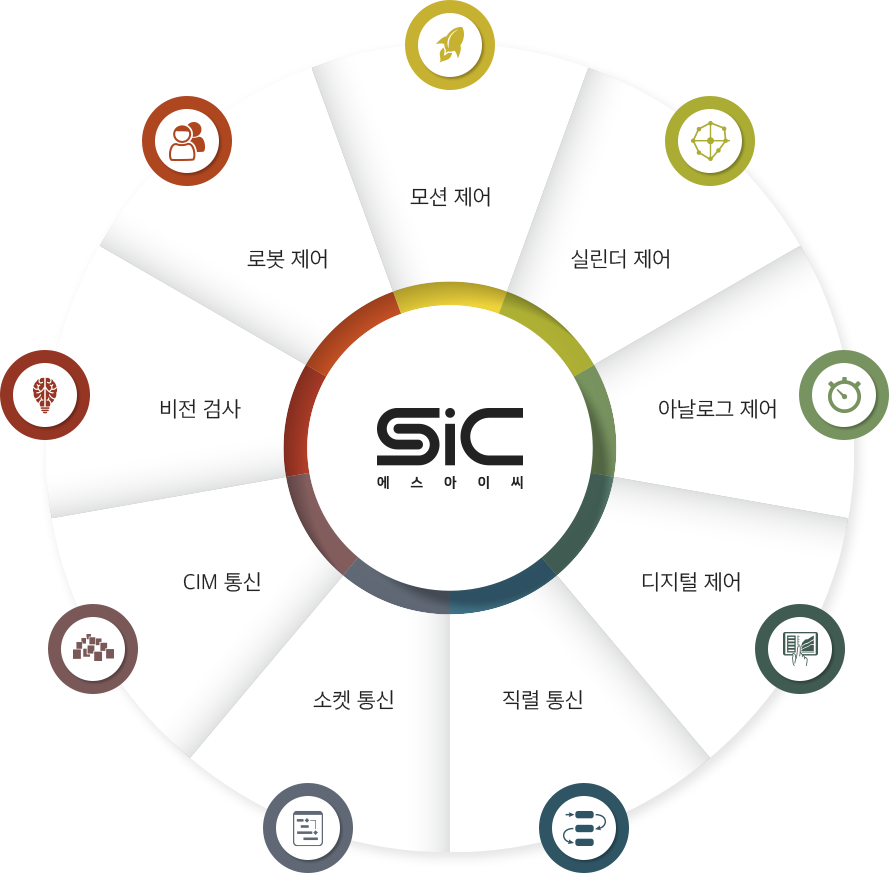 모션 제어
로봇 제어
실린더 제어
비전 검사
아날로그 제어
SiC
에스아이씨
CIM 통신
디지털 제어
소켓 통신
직렬 통신